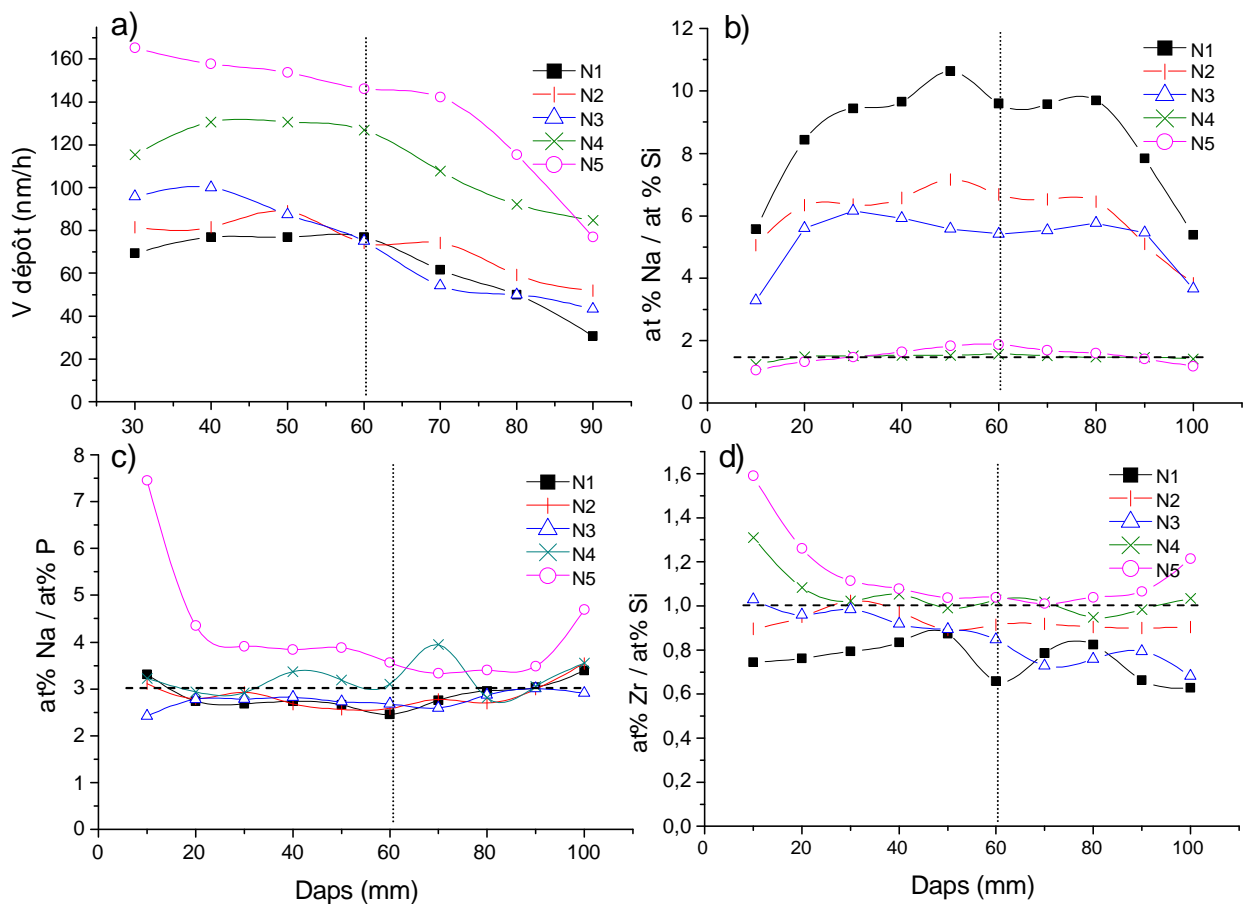 a)
V dépôt (nm/h)
160
140
120
100
80
60
40
20
0
30 40 50 60 70 80 90
N1
N2
N3
N4
N5
b)
at % Na / at % Si
12
10
8
6
4
2
0
0 20 40 60 80 100
N1
N2
N3
N4
N5
c)
at% Na / at% P
8
7
6
5
4
3
2
1
0
0 20 40 60 80 100
Daps (mm)
N1
N2
N3
N4
N5
d)
at% Zr / at% Si
1,6
1,4
1,2
1,0
0,8
0,6
0,4
0,2
0,0
0 20 40 60 80 100
Daps (mm)
N1
N2
N3
N4
N5